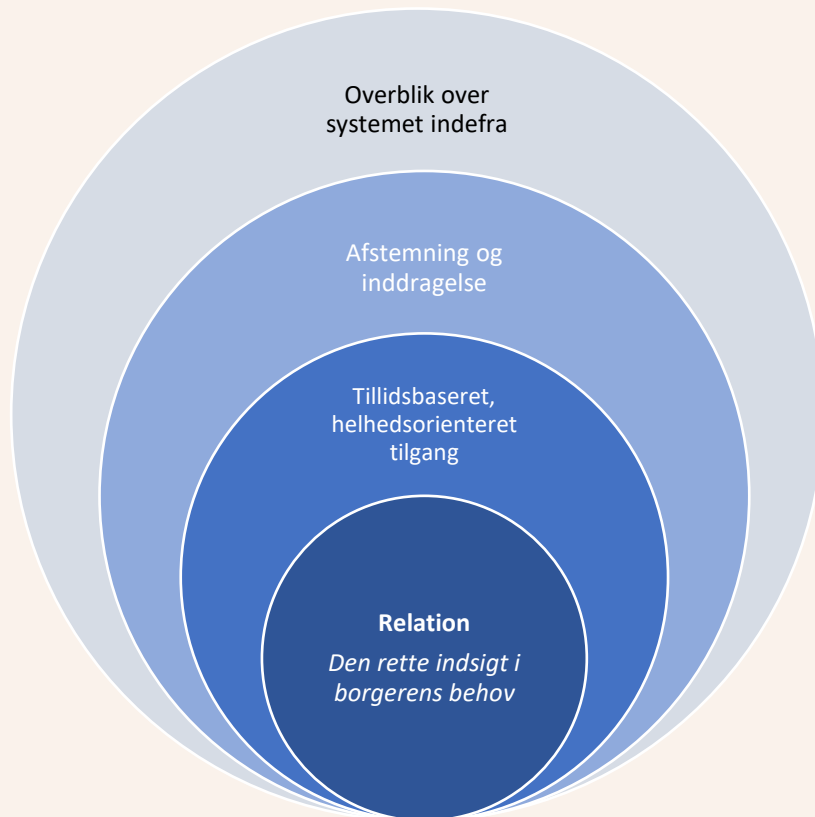 Overblik over
systemet indefra
Afstemning og
inddragelse
Tillidsbaseret,
helhedsorienteret
tilgang
Relation
Den rette indsigt i
borgerens behov